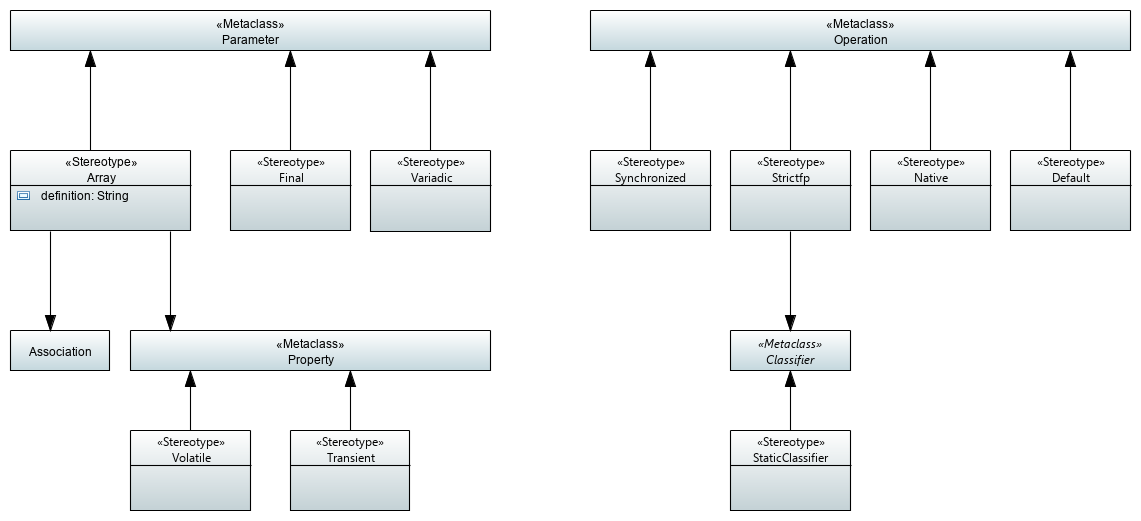 «Metaclass»
Parameter
«Metaclass»
Operation
«Stereotype»
Array
definition: String
«Stereotype»
Final
«Stereotype»
Variadic
«Stereotype»
Synchronized
«Stereotype»
Strictfp
«Stereotype»
Native
«Stereotype»
Default
Association
«Metaclass»
Property
«Metaclass»
Classifier
«Stereotype»
Volatile
«Stereotype»
Transient
«Stereotype»
StaticClassifier